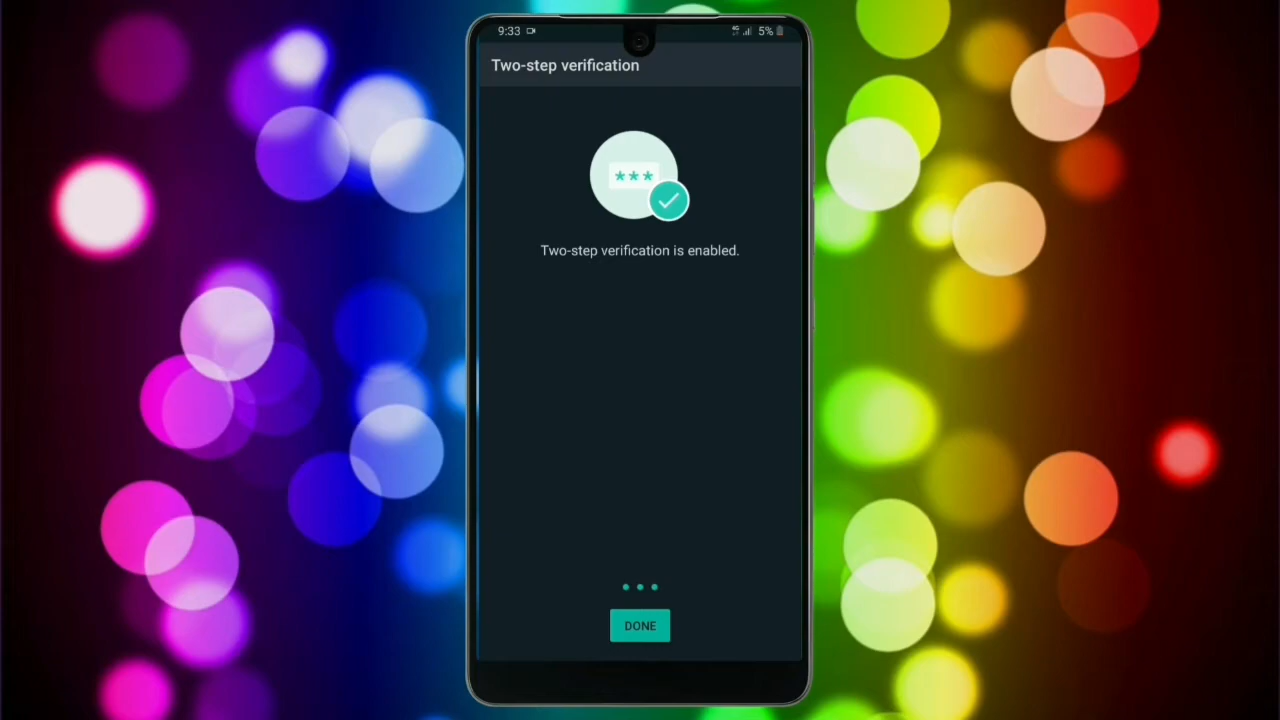 9:33 5%
Two-step verification
***
Two-step verification is enabled.
DONE